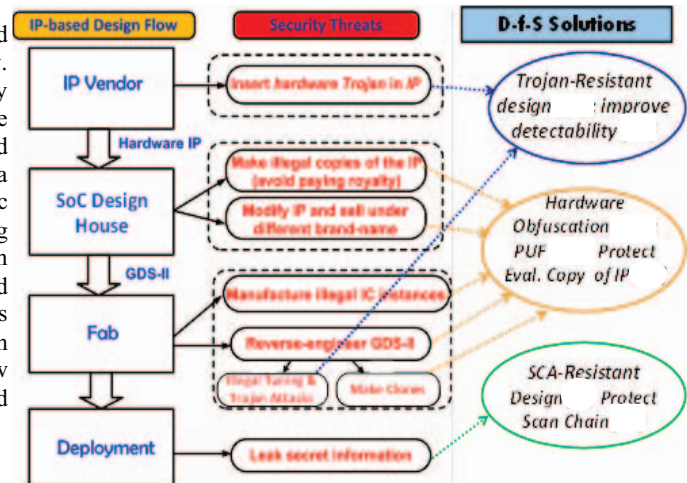 IP-based Design Flow
Security Threats
D-f-S Solutions
IP Vendor
Insert hardware Trojan in IP
Trojan-Resistant
design improve
detectability
Hardware IP
SoC Design
House
Make illegal copies of the IP
(avoid paying royalty)
Modify IP and sell under
different brand-name
Hardware
Obfuscation
PUF Protect
Eval. Copy of IP
GDS-II
Fab
Manufacture illegal IC instances
Reverse-engineer GDS-II
Illegal Tuning &
Trojan Attacks
Make Clones
SCA-Resistant
Design Protect
Scan Chain
Deployment
Leak secret information